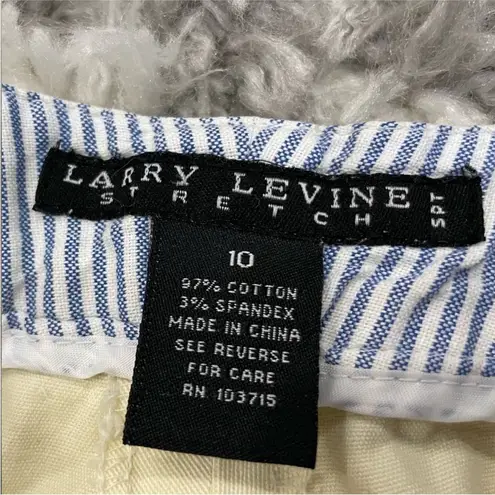 LARRY LEVINE
STRETCH
SPT
10
97% COTTON
3% SPANDEX
MADE IN CHINA
SEE REVERSE
FOR CARE
RN 103715